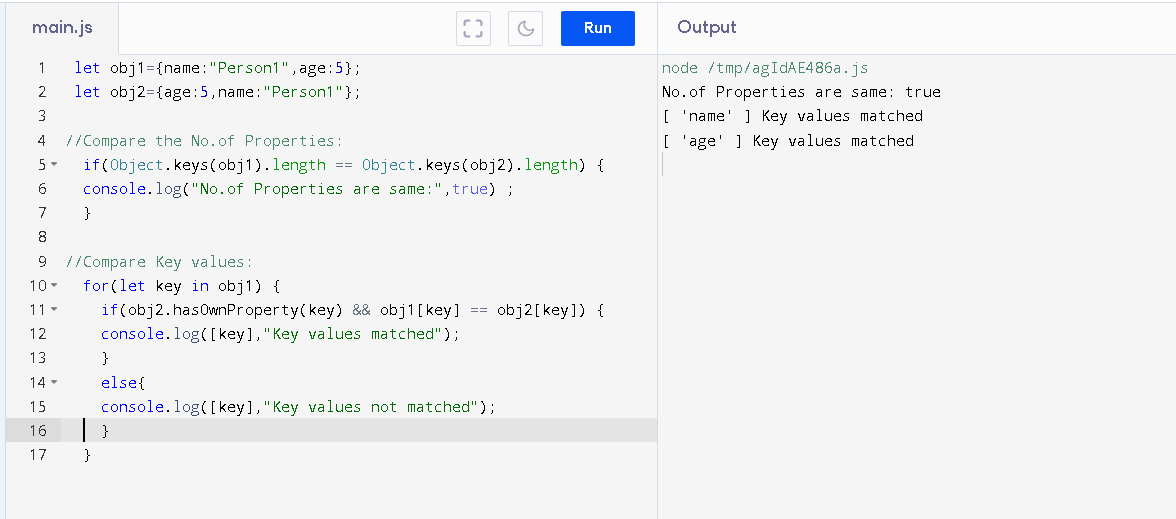 main.js
Run
Output
1 let obj1={name:"Person1",age:5};
2 let obj2={age:5,name:"Person1"};
3
4 //Compare the No.of Properties:
5 if(Object.keys(obj1).length == Object.keys(obj2).length) {
6 console.log("No.of Properties are same:",true) ;
7 }
8
9 //Compare Key values:
10 for(let key in obj1) {
11 if(obj2.hasOwnProperty(key) && obj1[key] == obj2[key]) {
12 console.log([key],"Key values matched");
13 }
14 else{
15 console.log([key],"Key values not matched");
16 }
17 }
node /tmp/agIdAE486a.js
No.of Properties are same: true
[ 'name' ] Key values matched
[ 'age' ] Key values matched